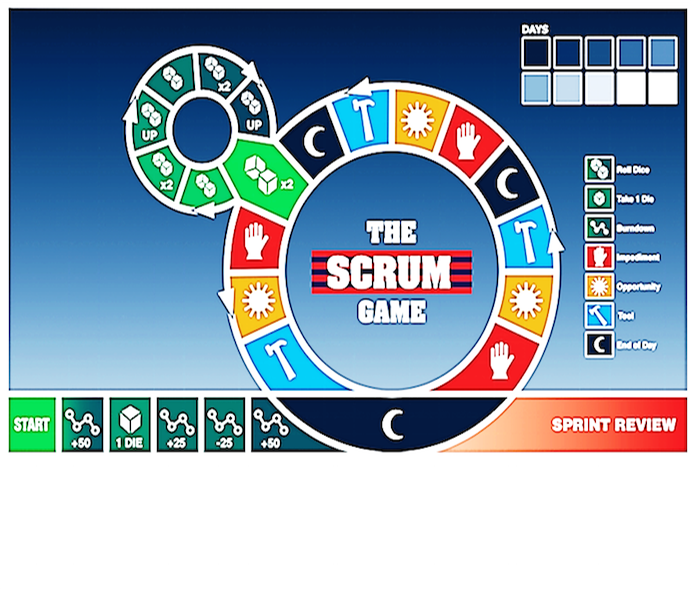 DAYS
x2
UP
UP
x2
x2
Roll Dice
Take 1 Die
Burndown
Impediment
Opportunity
Tool
End of Day
THE
SCRUM
GAME
START
+50
1 DIE
+25
-25
+50
SPRINT REVIEW